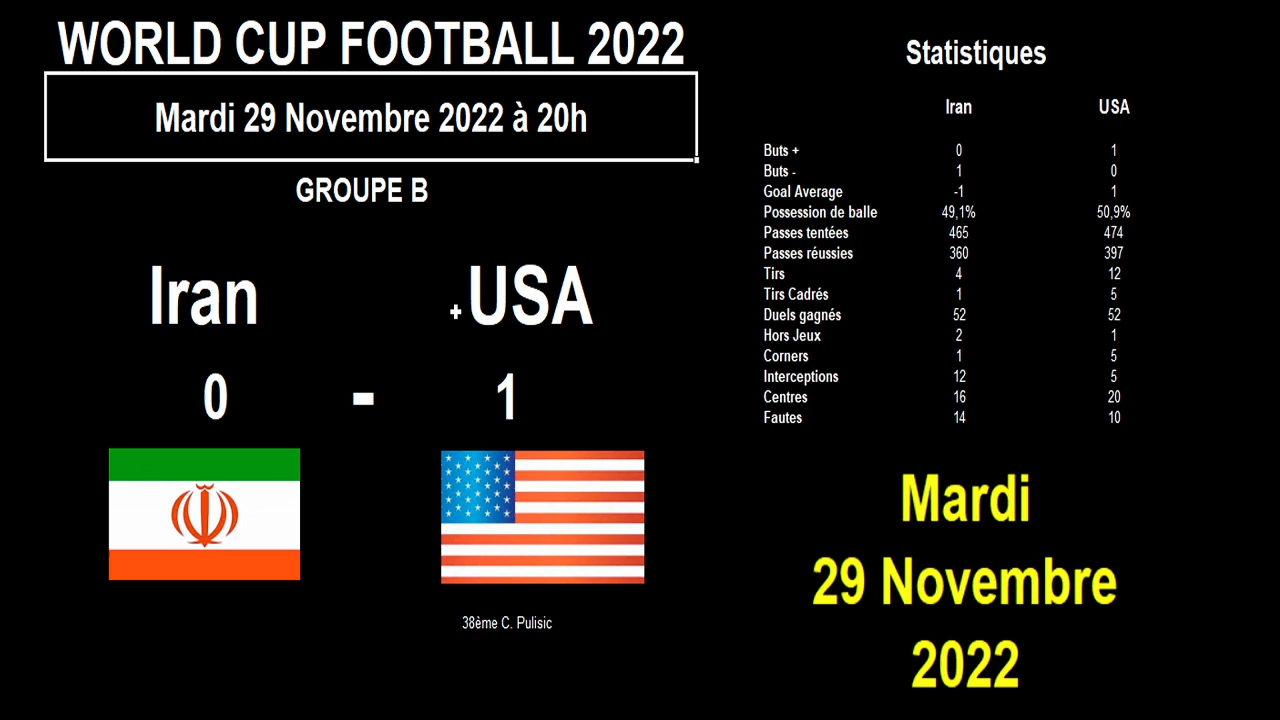 WORLD CUP FOOTBALL 2022
Mardi 29 Novembre 2022 à 20h
GROUPE B
Iran USA
0 - 1
38ème C. Pulisic
Statistiques
Iran USA
Buts + 0 1
Buts - 1 0
Goal Average -1 1
Possession de balle 49,1% 50,9%
Passes tentées 465 474
Passes réussies 360 397
Tirs 4 12
Tirs Cadrés 1 5
Duels gagnés 52 52
Hors Jeux 2 1
Corners 1 5
Interceptions 12 5
Centres 16 20
Fautes 14 10
Mardi
29 Novembre
2022